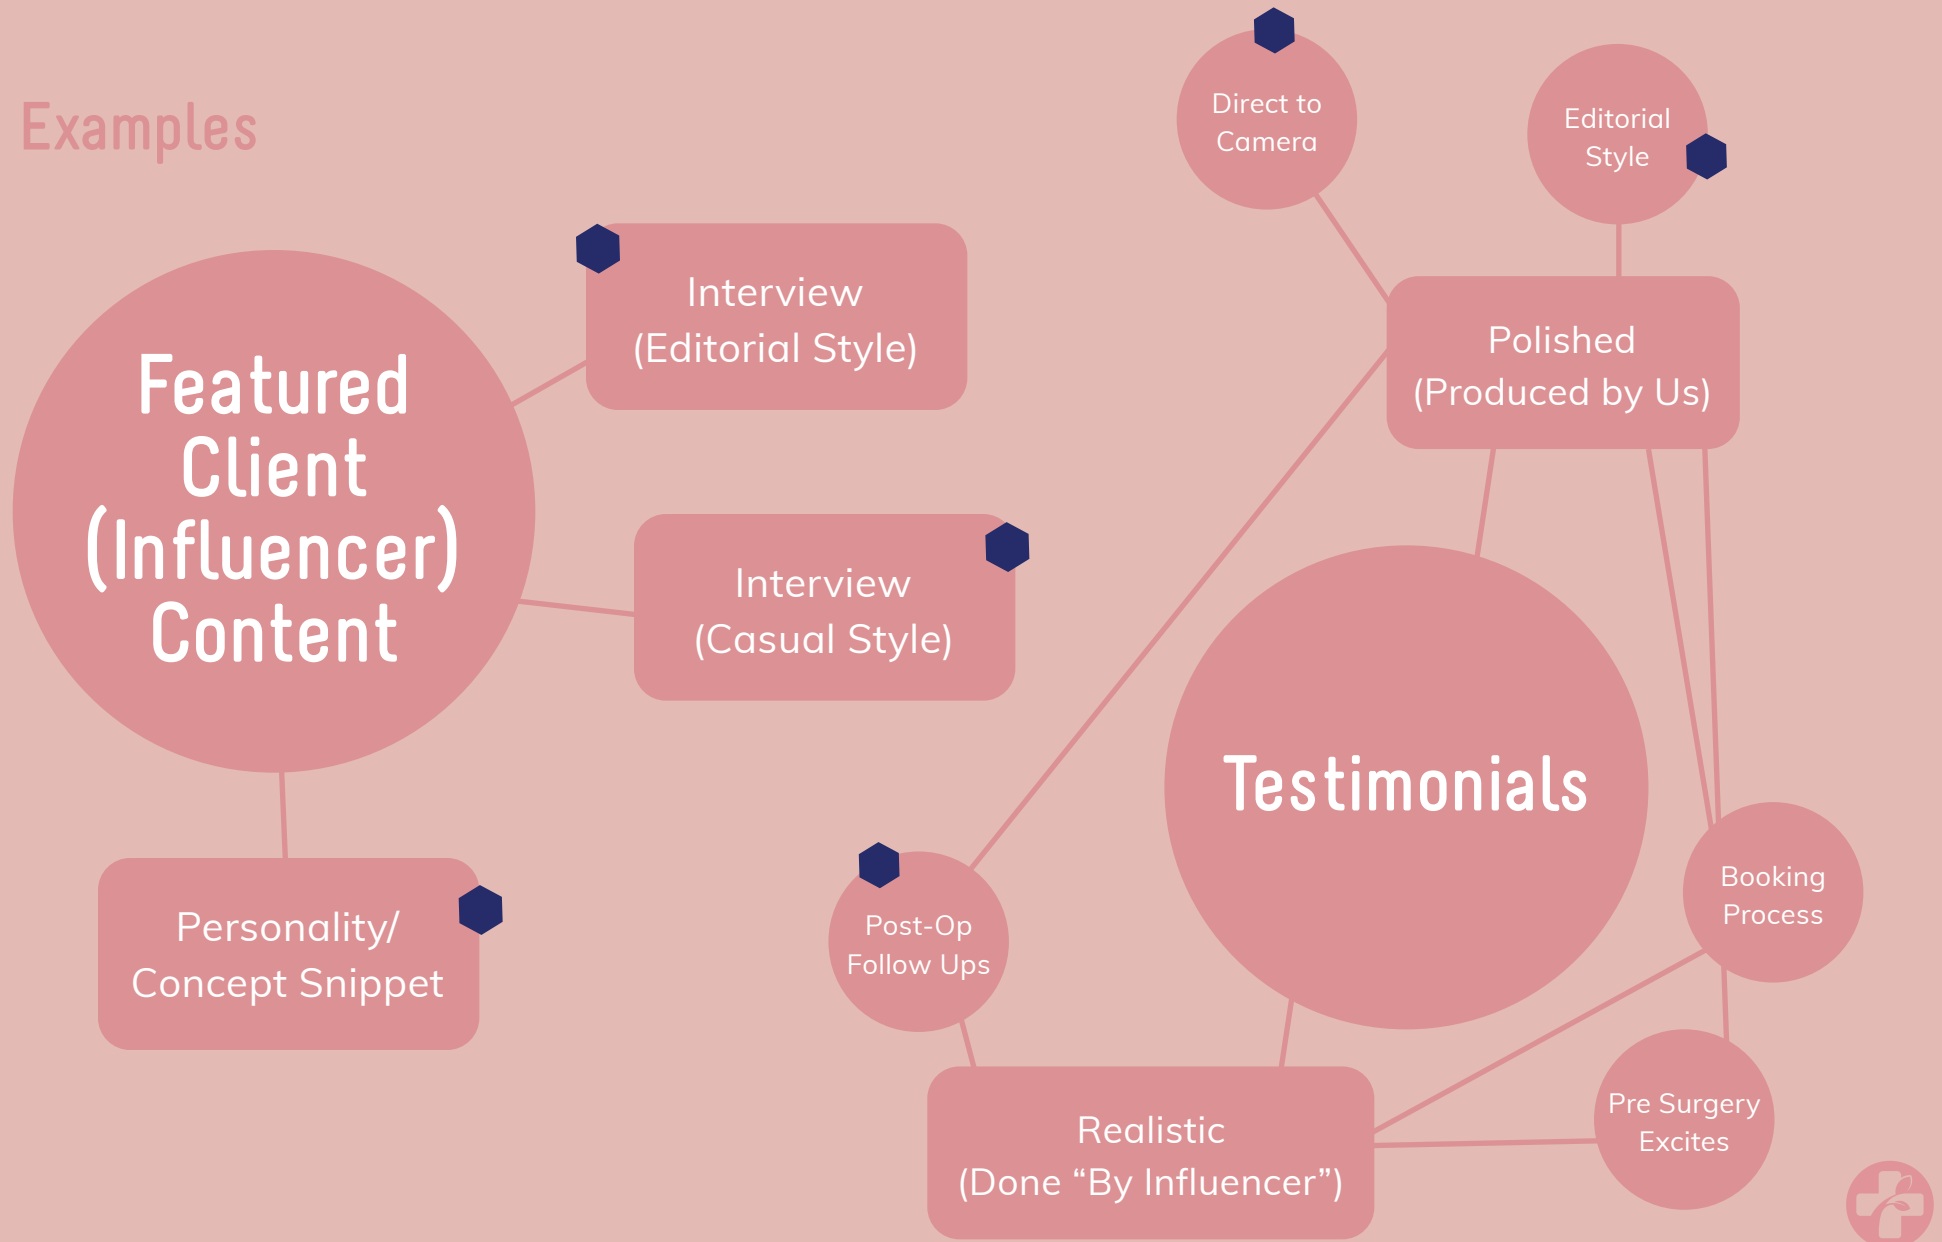 Examples
Featured
Client
(Influencer)
Content
Interview
(Editorial Style)
Interview
(Casual Style)
Personality/
Concept Snippet
Direct to
Camera
Editorial
Style
Polished
(Produced by Us)
Testimonials
Post-Op
Follow Ups
Booking
Process
Pre Surgery
Excites
Realistic
(Done “By Influencer”)